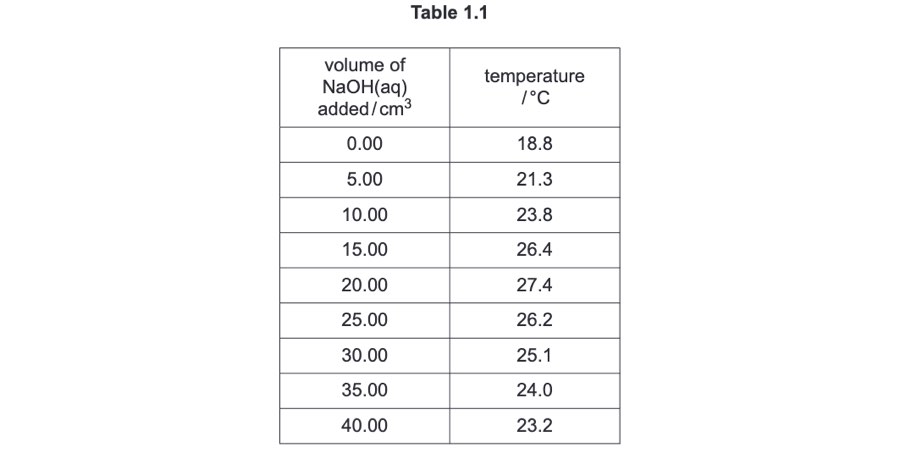 Table 1.1
volume of
NaOH(aq)
added/cm³
temperature
/°C
0.00 18.8
5.00 21.3
10.00 23.8
15.00 26.4
20.00 27.4
25.00 26.2
30.00 25.1
35.00 24.0
40.00 23.2